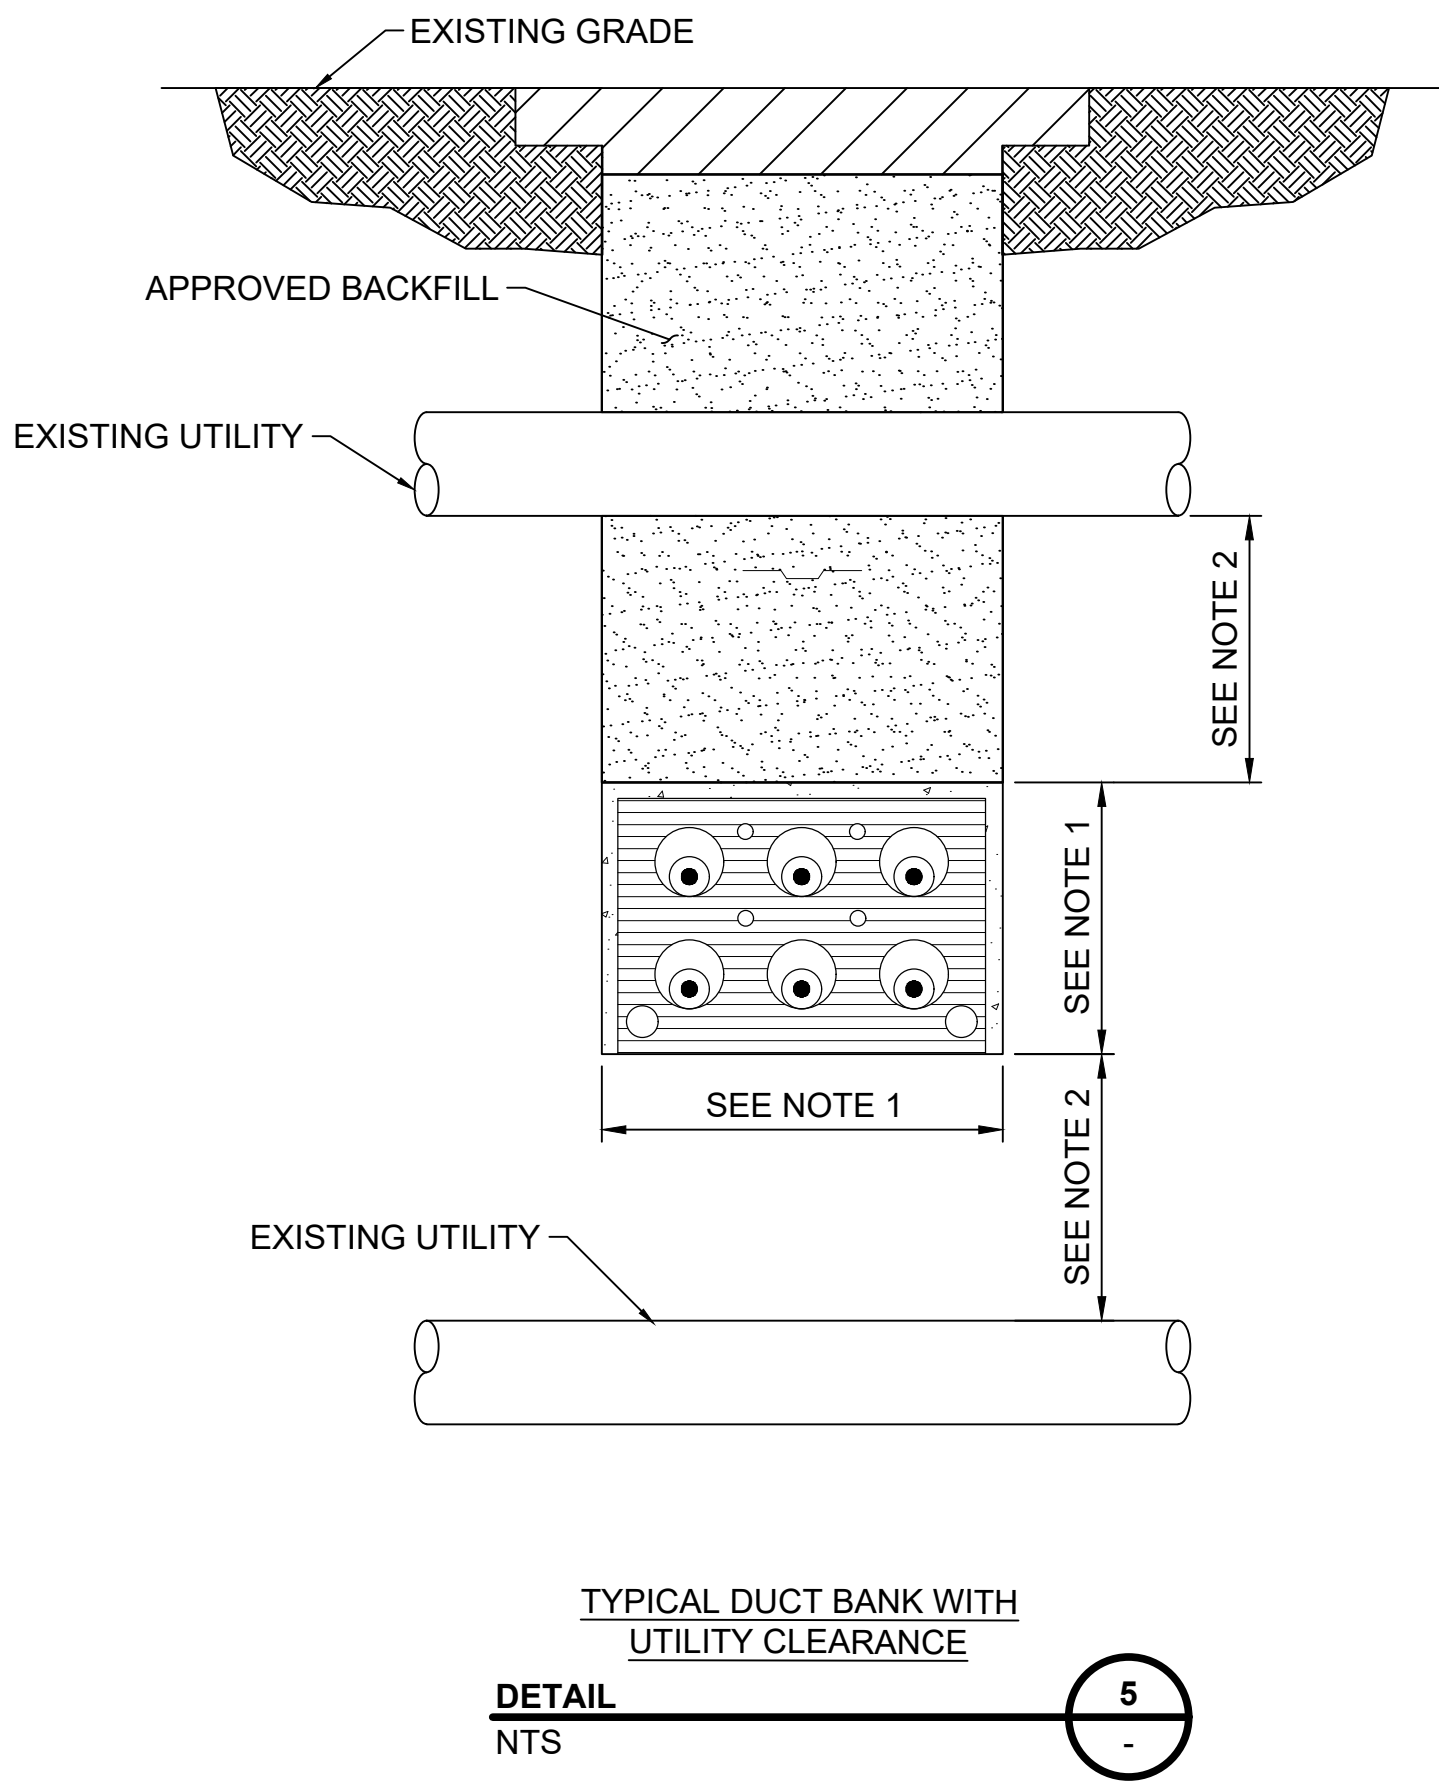 EXISTING GRADE
APPROVED BACKFILL
EXISTING UTILITY
SEE NOTE 2
SEE NOTE 1
SEE NOTE 1
SEE NOTE 2
EXISTING UTILITY
TYPICAL DUCT BANK WITH
UTILITY CLEARANCE
DETAIL
5
NTS
-